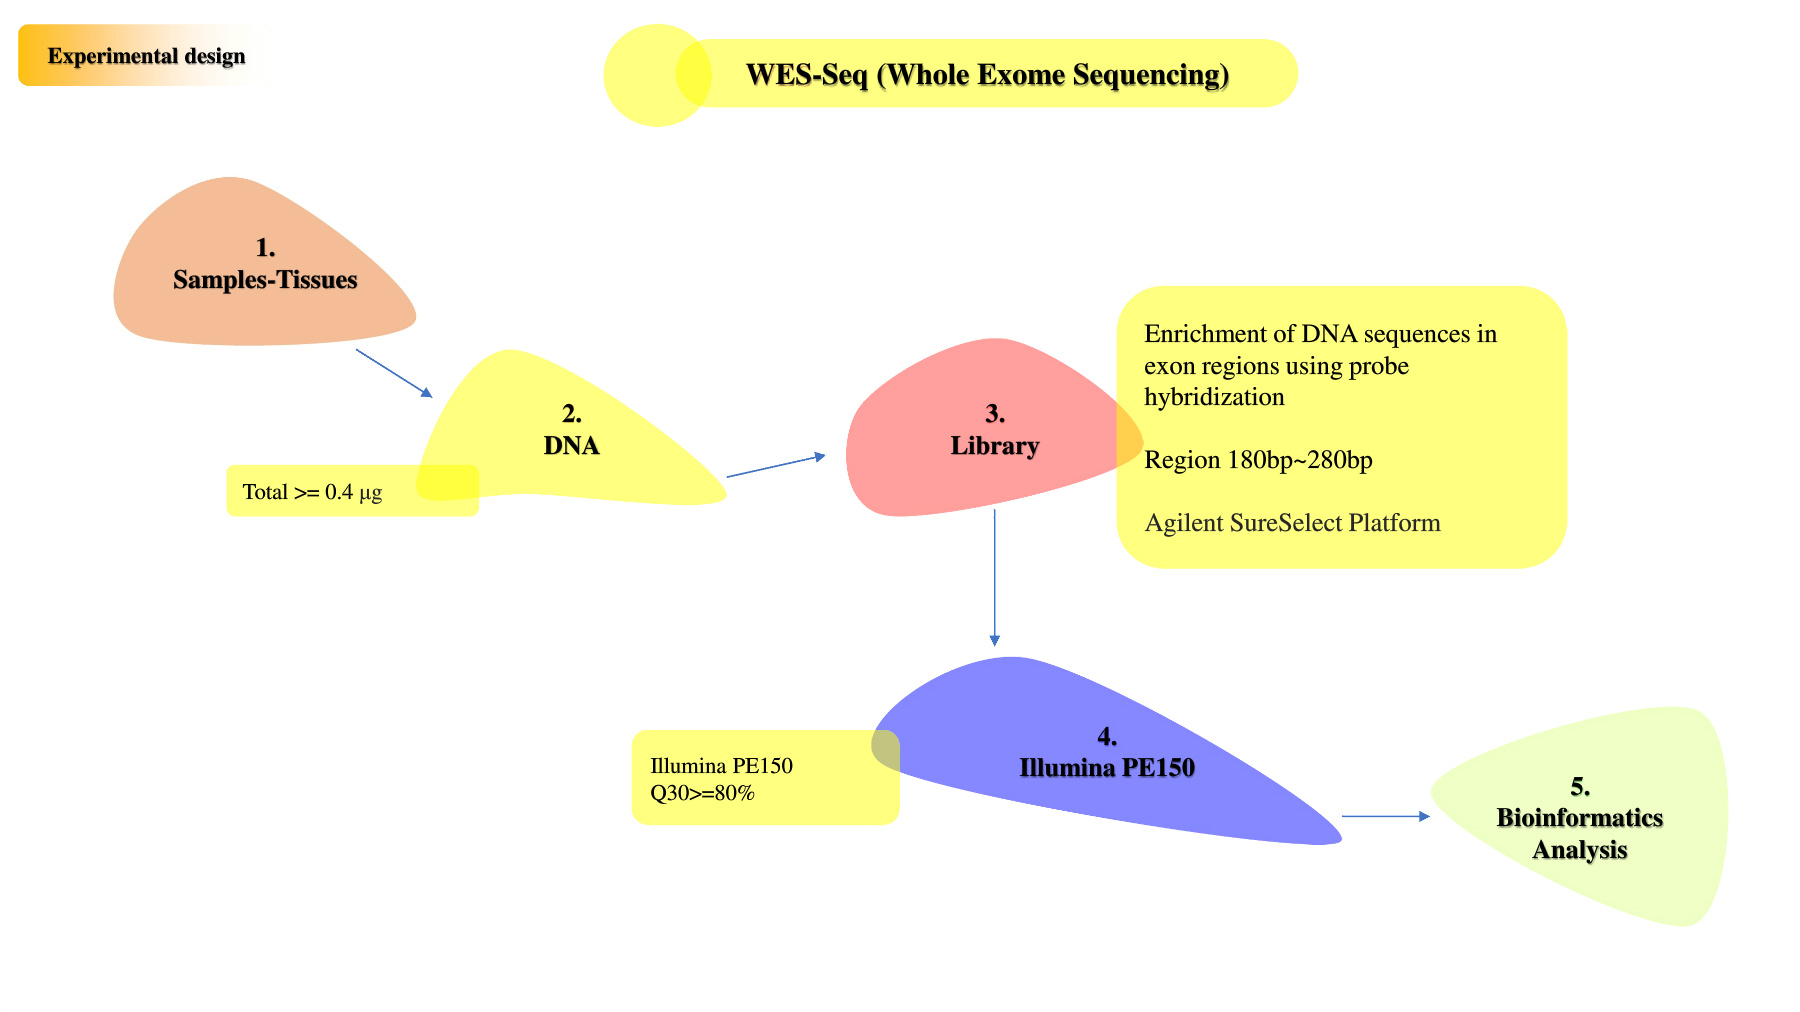 Experimental design
WES-Seq (Whole Exome Sequencing)
1.
Samples-Tissues
2.
DNA
Total >= 0.4 μg
3.
Library
Enrichment of DNA sequences in
exon regions using probe
hybridization
Region 180bp~280bp
Agilent SureSelect Platform
4.
Illumina PE150
Illumina PE150
Q30>=80%
5.
Bioinformatics
Analysis